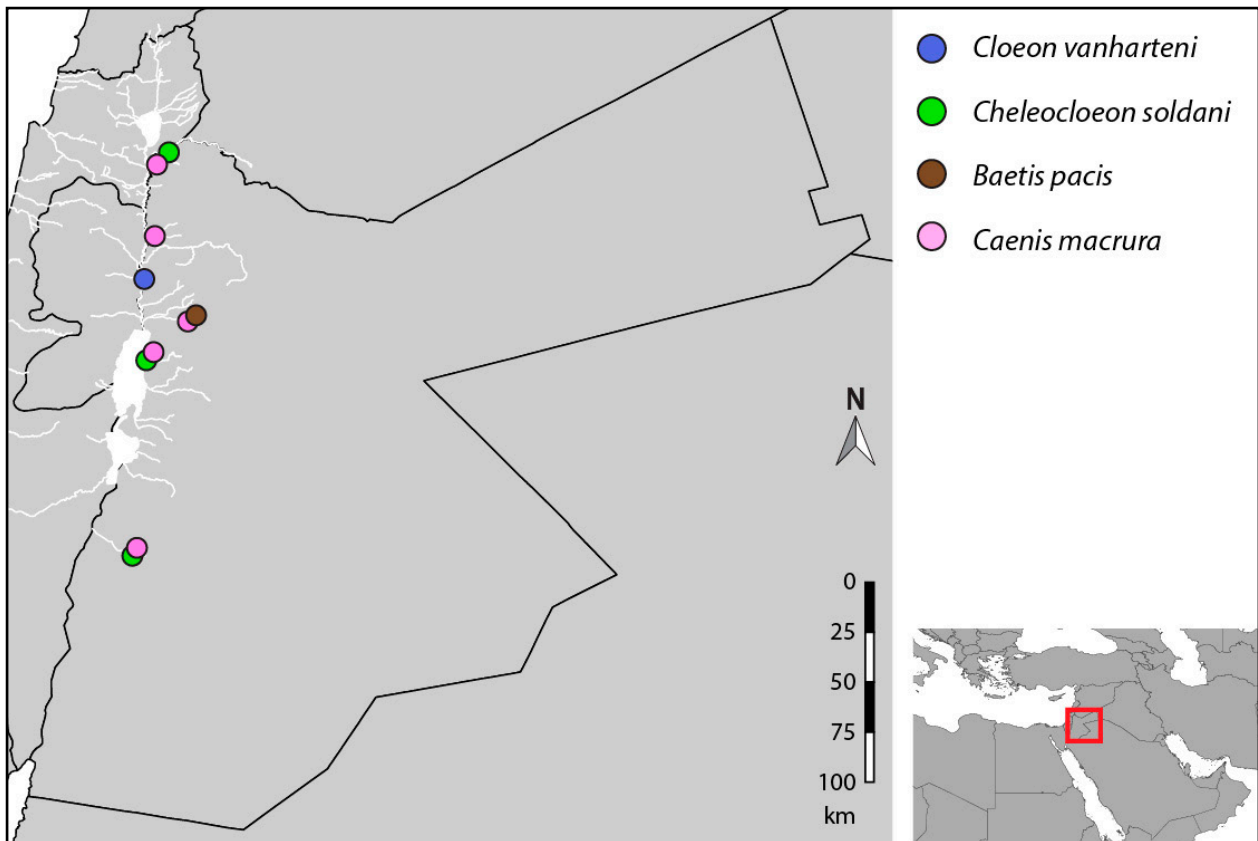 Cloeon vanharteni
Cheleocloeon soldani
Baetis pacis
Caenis macrura
N
0
25
50
75
100
km